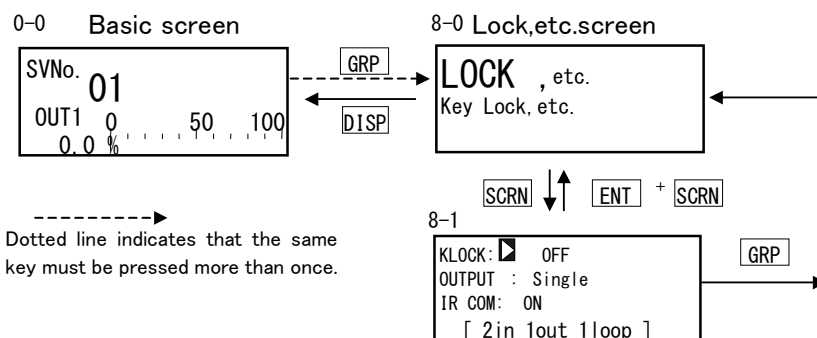 0-0 Basic screen
SVNo. 01
OUT1 0 50 100
0.0 %
GRP
DISP
8-0 Lock,etc.screen
LOCK , etc.
Key Lock, etc.
SCRN ENT + SCRN
8-1
KLOCK: OFF
OUTPUT : Single
IR COM: ON
[ 2in 1out 1loop ]
GRP
Dotted line indicates that the same
key must be pressed more than once.